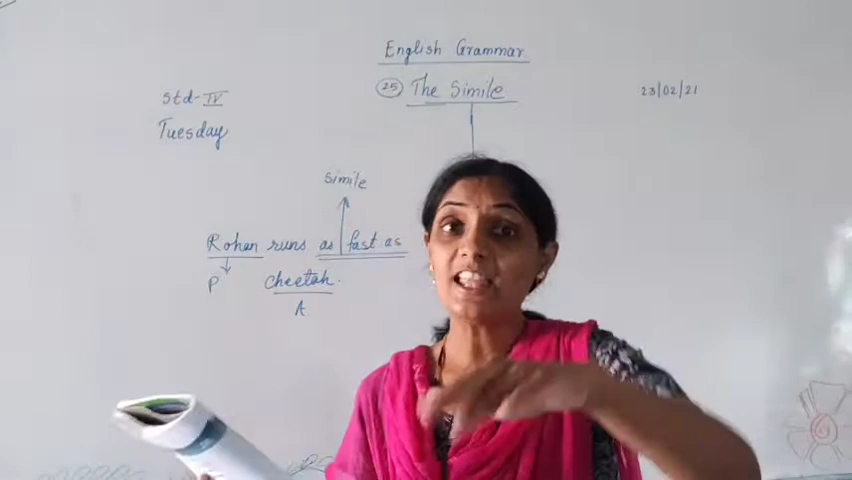 English Grammar
Std- IV
25 The Simile
23/02/21
Tuesday
simile
Rohan runs as fast as
P
cheetah.
A